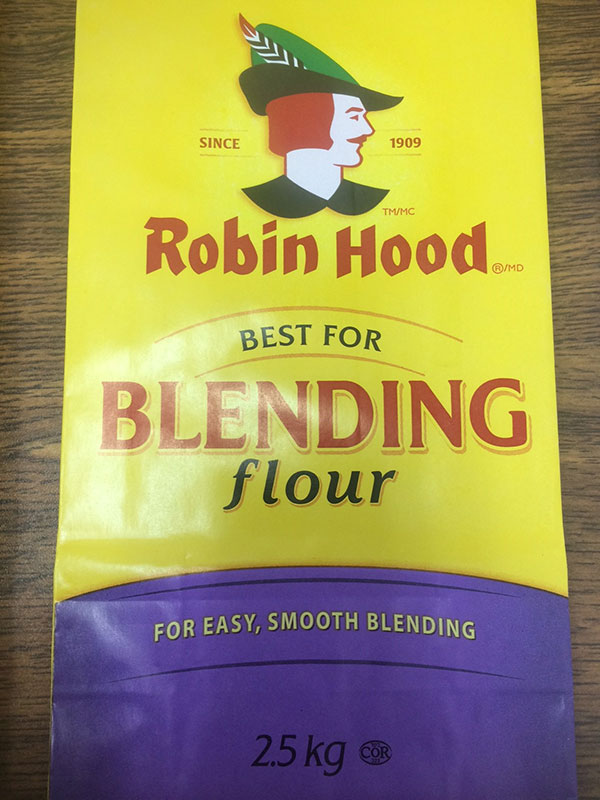 SINCE 1909
TM/MC
Robin Hood ®/MD
BEST FOR
BLENDING
flour
FOR EASY, SMOOTH BLENDING
2.5 kg COR